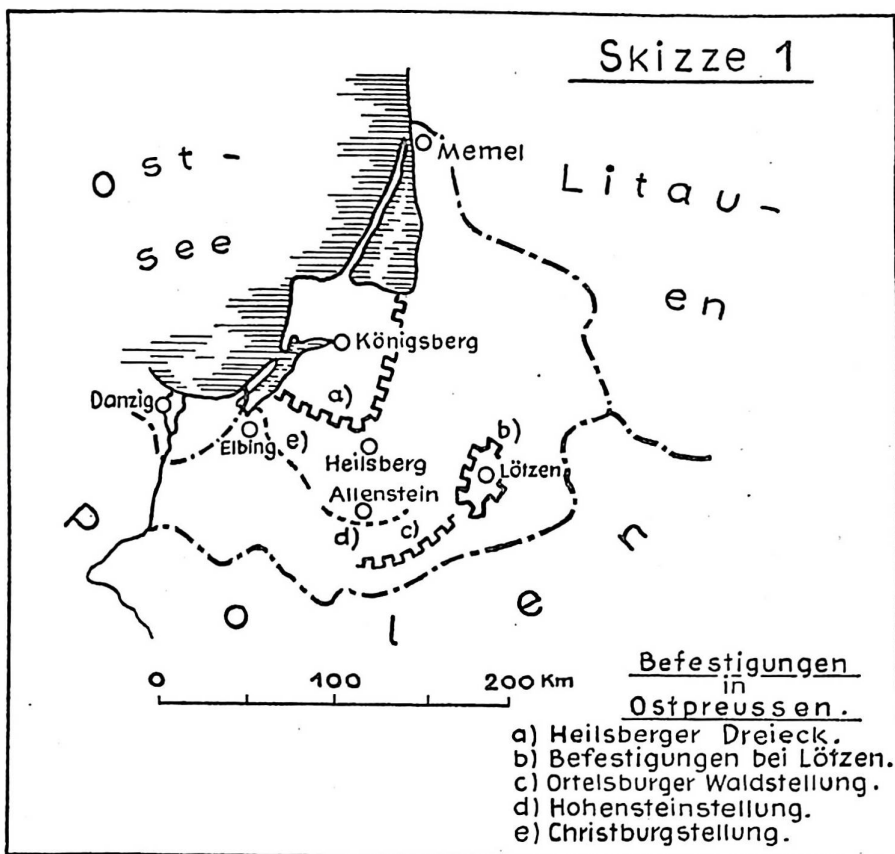 Skizze 1
Ost-
see
Memel
Litau-
en
Königsberg
Danzig
a)
Elbing
e)
Heilsberg
b)
Lötzen
Allenstein
d)
c)
Polen
0 100 200 Km
Befestigungen
in
Ostpreussen.
a) Heilsberger Dreieck.
b) Befestigungen bei Lötzen.
c) Ortelsburger Waldstellung.
d) Hohensteinstellung.
e) Christburgstellung.